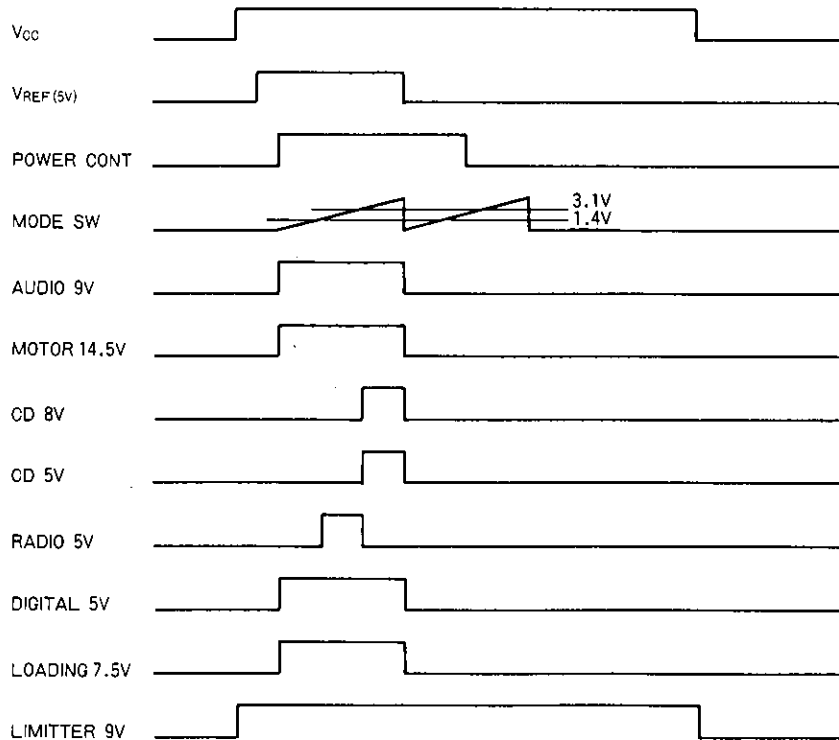 Vcc
VREF (5V)
POWER CONT
MODE SW
3.1V
1.4V
AUDIO 9V
MOTOR 14.5V
CD 8V
CD 5V
RADIO 5V
DIGITAL 5V
LOADING 7.5V
LIMITTER 9V